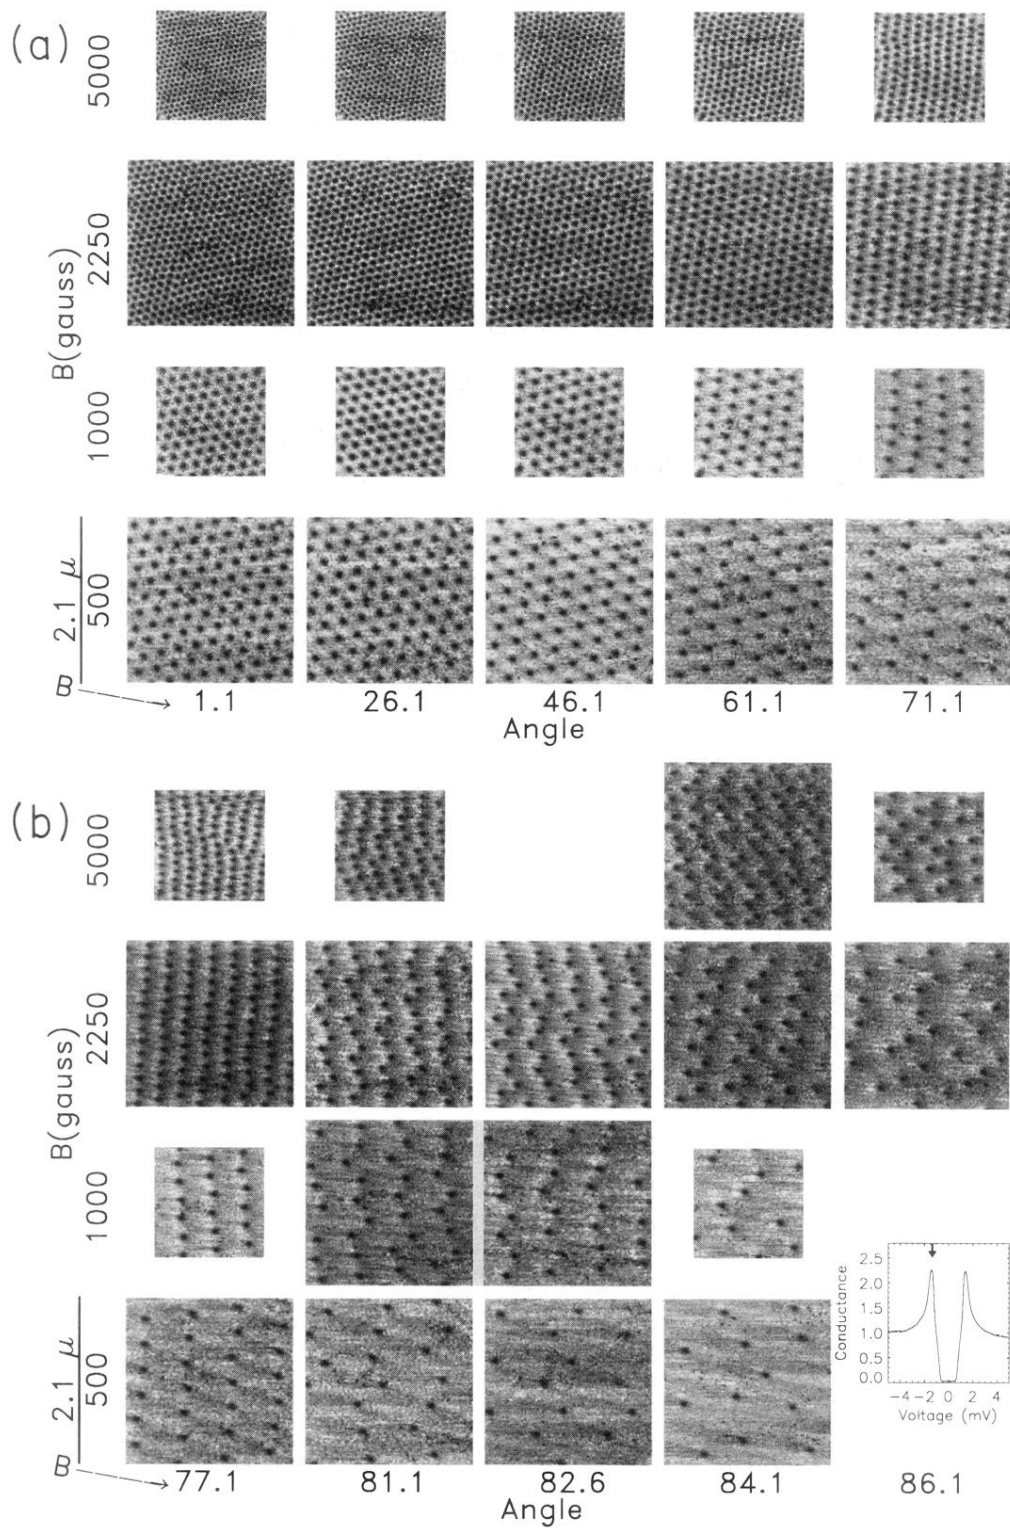 (a)
5000
2250
B(gauss)
1000
2.1 μ
500
B
1.1 26.1 46.1 61.1 71.1
Angle
(b)
5000
2250
B(gauss)
1000
2.1 μ
500
B
77.1 81.1 82.6 84.1 86.1
Angle
2.5
2.0
1.5
1.0
0.5
0.0
Conductance
-4 -2 0 2 4
Voltage (mV)